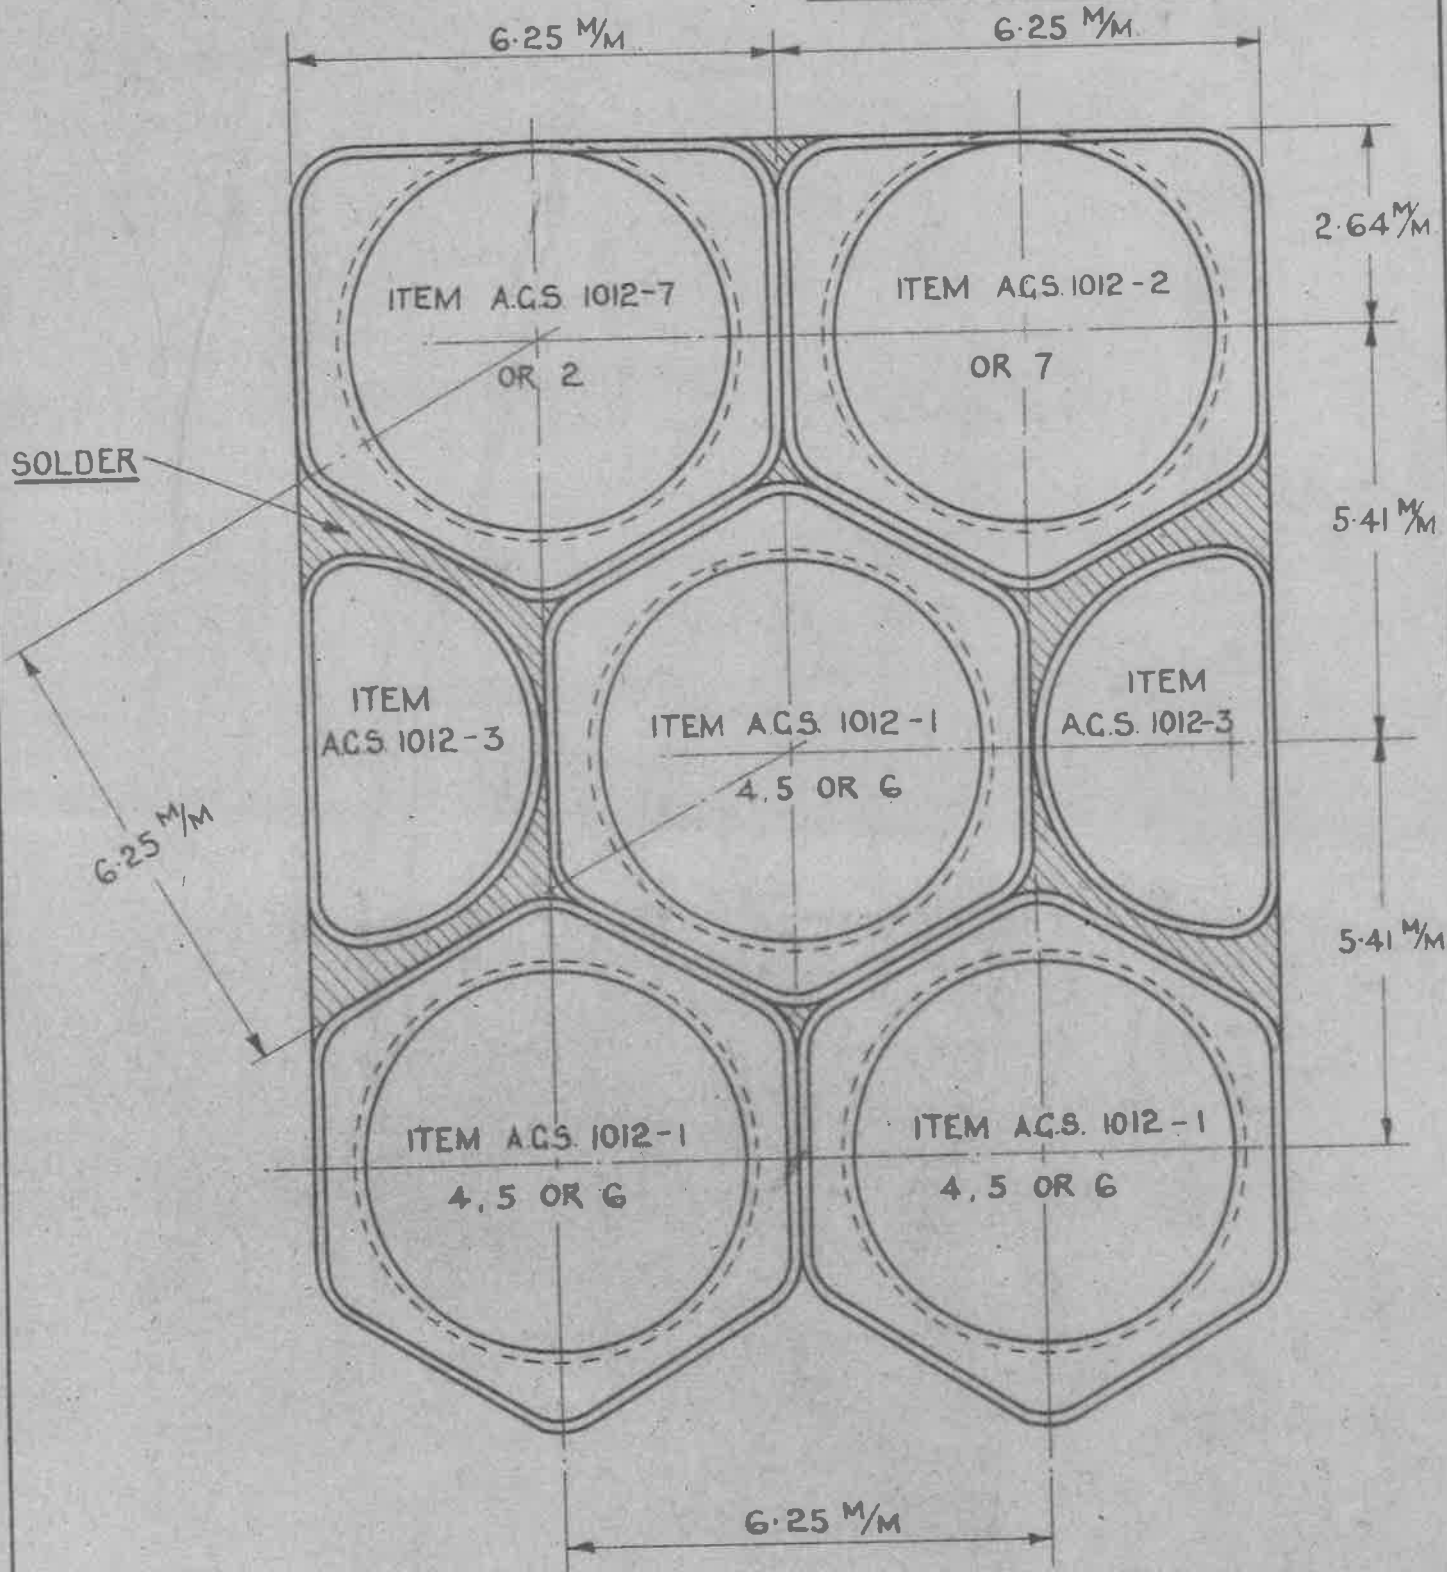 6·25 M/M
6·25 M/M.
2·64 M/M
ITEM A.G.S. 1012-7
OR 2
ITEM A.G.S. 1012-2
OR 7
SOLDER
5·41 M/M
ITEM
A.G.S. 1012-3
ITEM A.G.S. 1012-1
4,5 OR 6
ITEM
A.G.S. 1012-3
6·25 M/M
5·41 M/M
ITEM A.G.S. 1012-1
4,5 OR 6
ITEM A.G.S. 1012-1
4,5 OR 6
6·25 M/M